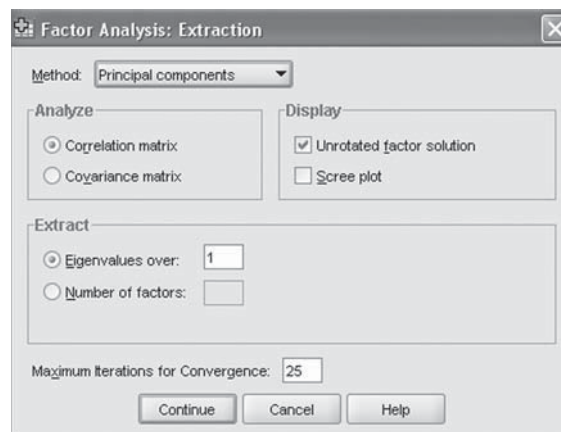 Factor Analysis: Extraction
Method: Principal components
Analyze
Correlation matrix
Covariance matrix
Display
Unrotated factor solution
Scree plot
Extract
Eigenvalues over: 1
Number of factors:
Maximum Iterations for Convergence: 25
Continue Cancel Help